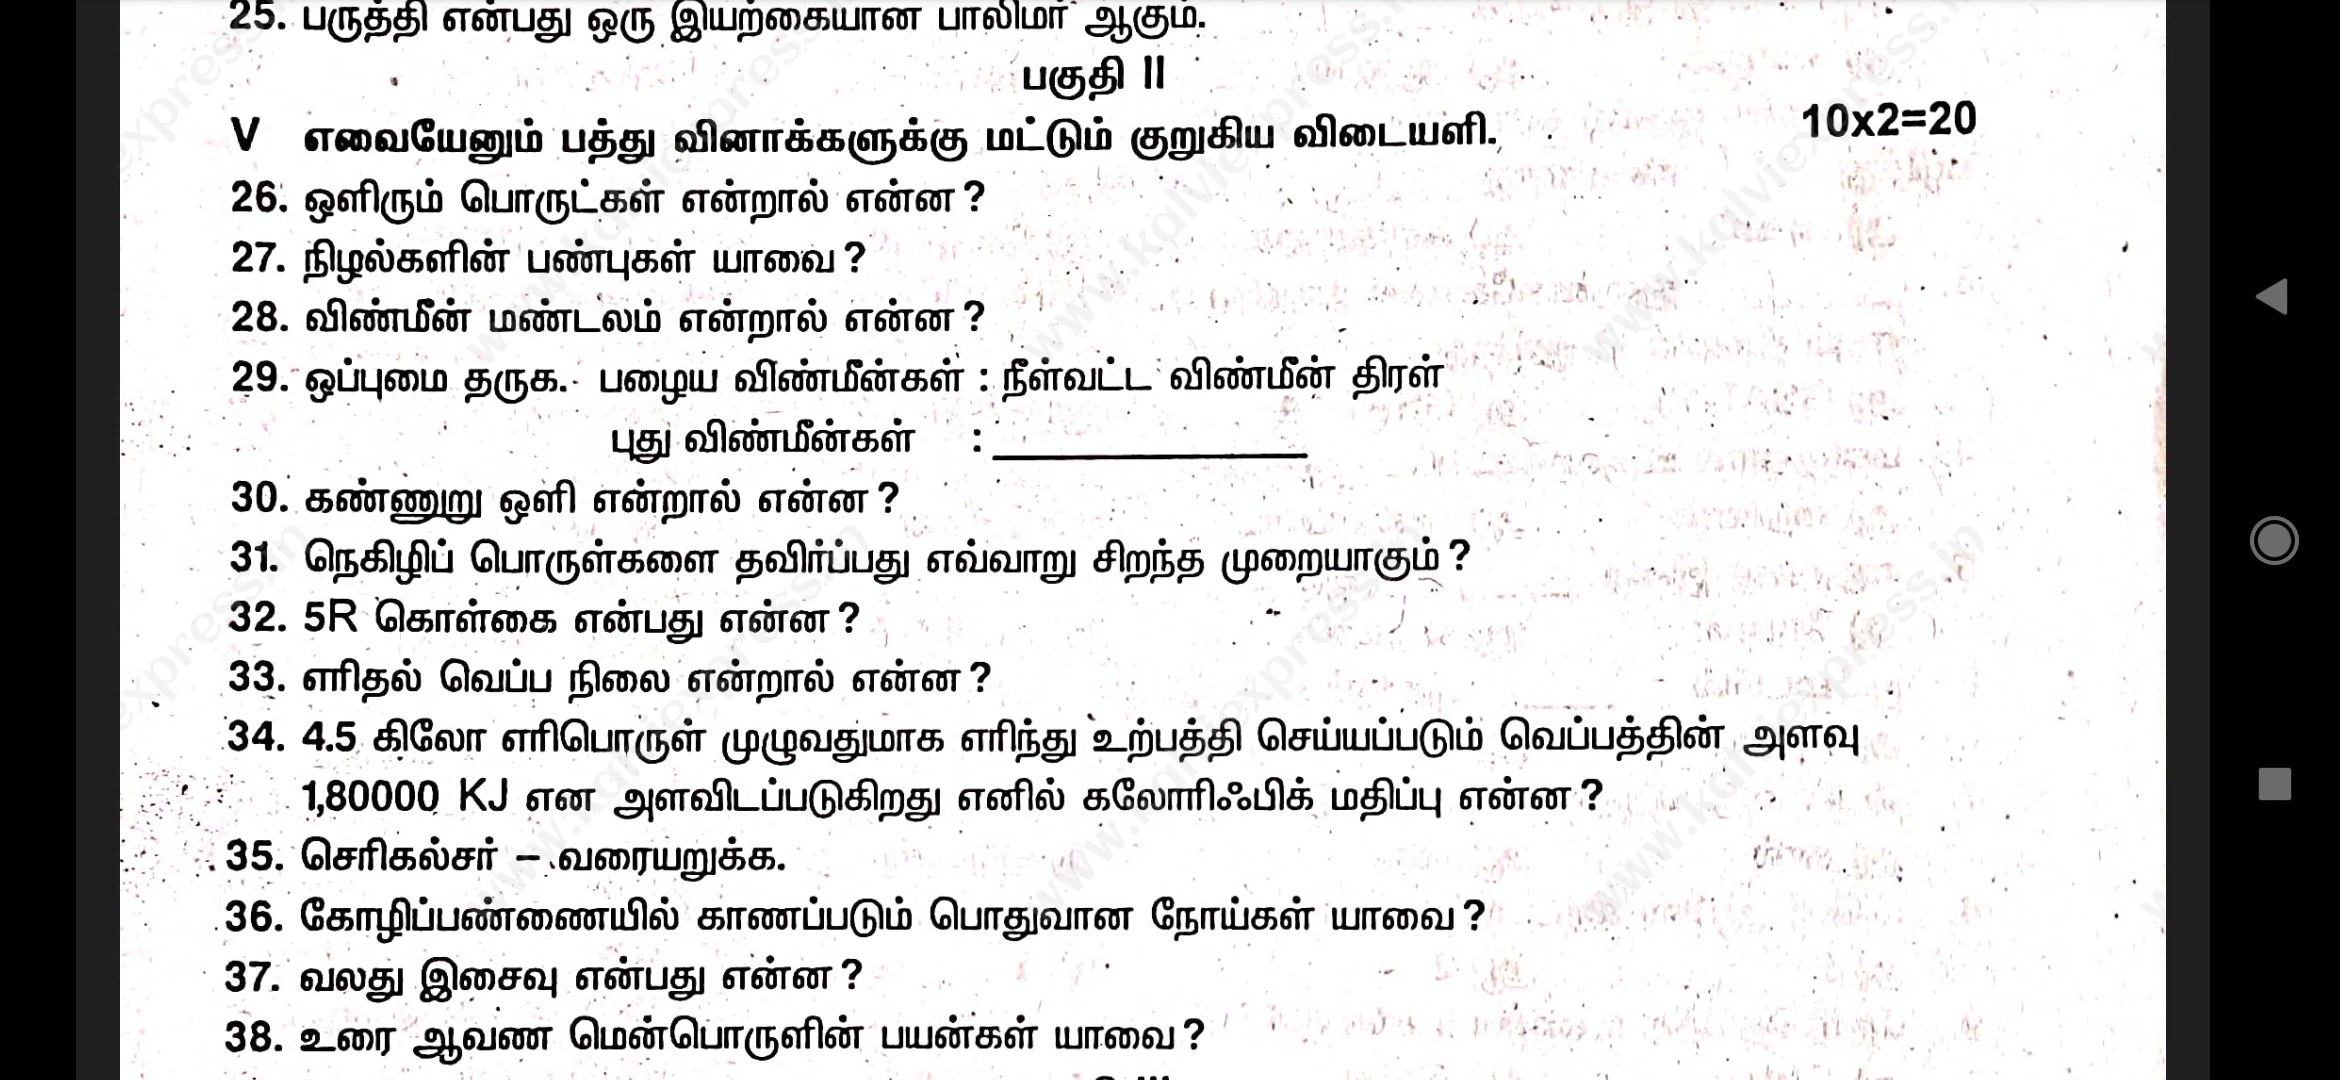 25. பருத்தி என்பது ஒரு இயற்கையான பாலிமர் ஆகும்.
பகுதி II
V எவையேனும் பத்து வினாக்களுக்கு மட்டும் குறுகிய விடையளி. 10x2=20
26. ஒளிரும் பொருட்கள் என்றால் என்ன ?
27. நிழல்களின் பண்புகள் யாவை ?
28. விண்மீன் மண்டலம் என்றால் என்ன ?
29. ஒப்புமை தருக. பழைய விண்மீன்கள் : நீள்வட்ட விண்மீன் திரள்
புது விண்மீன்கள் : ____________
30. கண்ணுறு ஒளி என்றால் என்ன ?
31. நெகிழிப் பொருள்களை தவிர்ப்பது எவ்வாறு சிறந்த முறையாகும் ?
32. 5R கொள்கை என்பது என்ன ?
33. எரிதல் வெப்ப நிலை என்றால் என்ன ?
34. 4.5 கிலோ எரிபொருள் முழுவதுமாக எரிந்து உற்பத்தி செய்யப்படும் வெப்பத்தின் அளவு
1,80000 KJ என அளவிடப்படுகிறது எனில் கலோரிஃபிக் மதிப்பு என்ன ?
35. செரிகல்சர் – வரையறுக்க.
36. கோழிப்பண்ணையில் காணப்படும் பொதுவான நோய்கள் யாவை ?
37. வலது இசைவு என்பது என்ன ?
38. உரை ஆவண மென்பொருளின் பயன்கள் யாவை ?